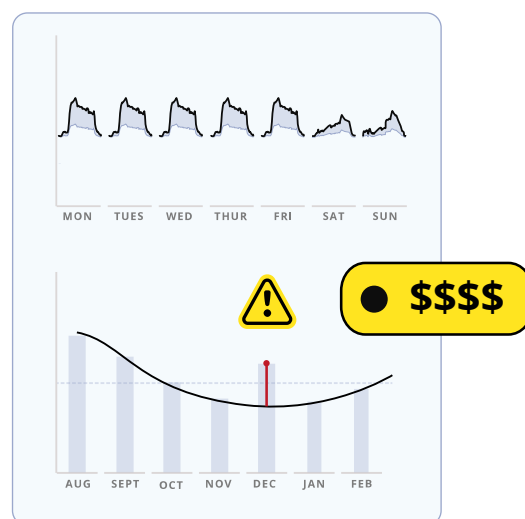 MON TUES WED THUR FRI SAT SUN
$$$$
AUG SEPT OCT NOV DEC JAN FEB